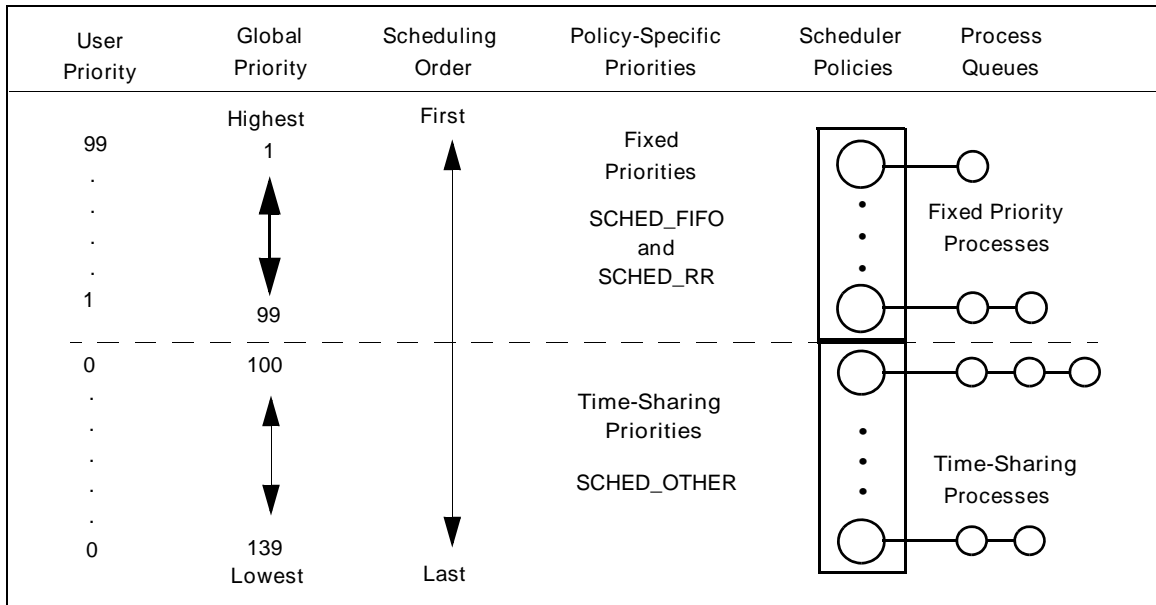 User Priority
Global Priority
Scheduling Order
Policy-Specific Priorities
Scheduler Policies
Process Queues
Highest
First
99
1
Fixed
Priorities
SCHED_FIFO
and
SCHED_RR
Fixed Priority
Processes
1
99
0
100
Time-Sharing
Priorities
SCHED_OTHER
Time-Sharing
Processes
0
139
Lowest
Last